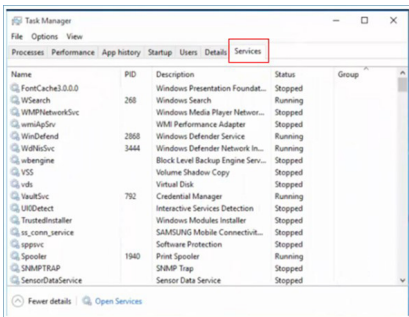 Task Manager
File Options View
Processes Performance App history Startup Users Details Services
Name PID Description Status Group
FontCache3.0.0.0 Windows Presentation Foundat... Stopped
WSearch 268 Windows Search Running
WMPNetworkSvc Windows Media Player Networ... Stopped
wmiApSrv WMI Performance Adapter Stopped
WinDefend 2868 Windows Defender Service Running
WdNisSvc 3444 Windows Defender Network In... Running
wbengine Block Level Backup Engine Serv... Stopped
VSS Volume Shadow Copy Stopped
vds Virtual Disk Stopped
VaultSvc 792 Credential Manager Running
UI0Detect Interactive Services Detection Stopped
TrustedInstaller Windows Modules Installer Stopped
ss_conn_service SAMSUNG Mobile Connectivit... Stopped
sppsvc Software Protection Stopped
Spooler 1940 Print Spooler Running
SNMPTRAP SNMP Trap Stopped
SensorDataService Sensor Data Service Stopped
Fewer details Open Services